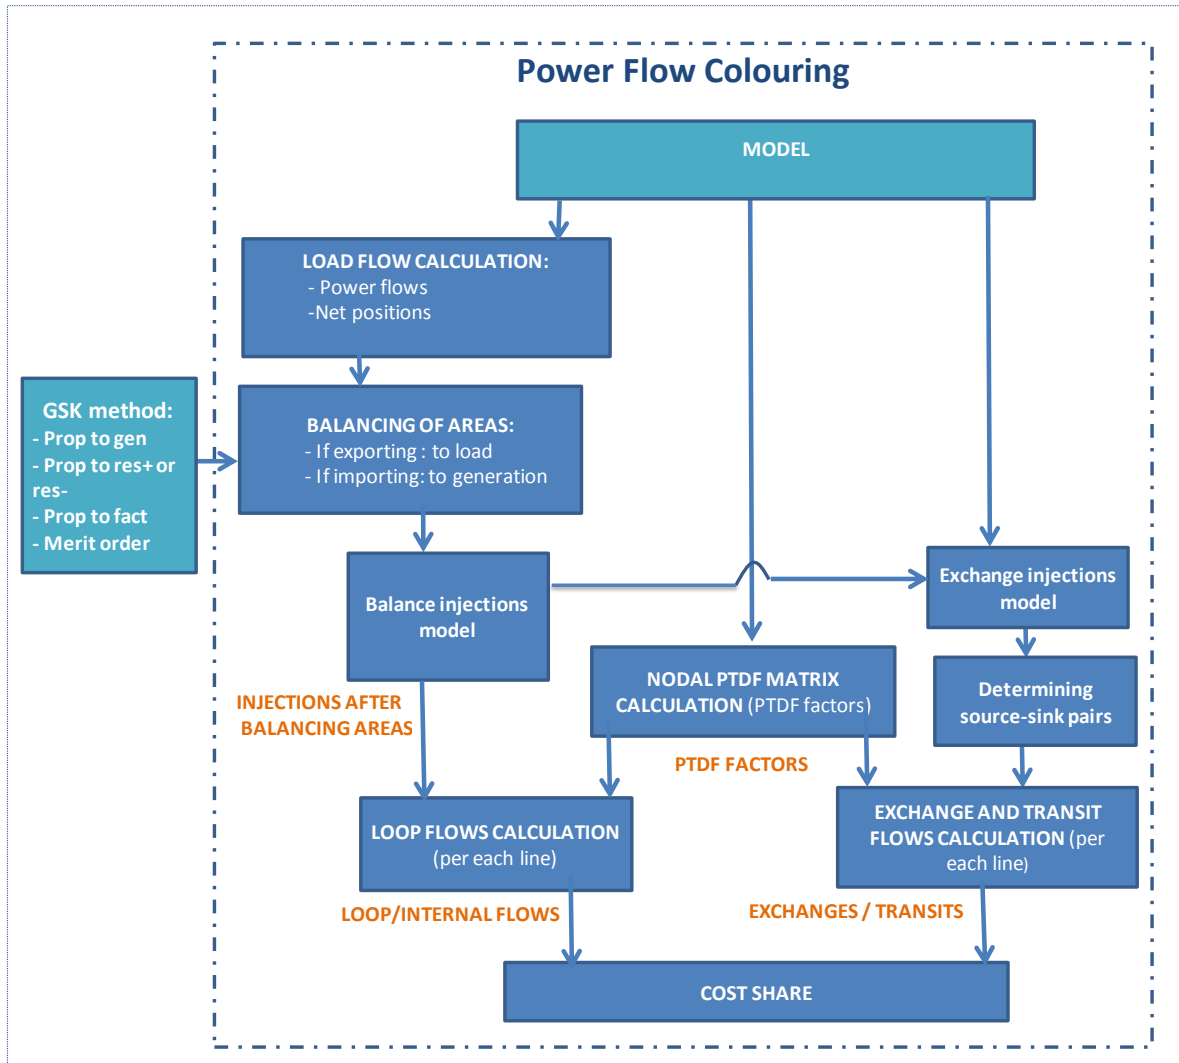 Power Flow Colouring
MODEL
LOAD FLOW CALCULATION:
- Power flows
-Net positions
GSK method:
- Prop to gen
- Prop to res+ or
res-
- Prop to fact
- Merit order
BALANCING OF AREAS:
- If exporting : to load
- If importing: to generation
Balance injections
model
Exchange injections
model
NODAL PTDF MATRIX
CALCULATION (PTDF factors)
Determining
source-sink pairs
INJECTIONS AFTER
BALANCING AREAS
PTDF FACTORS
LOOP FLOWS CALCULATION
(per each line)
EXCHANGE AND TRANSIT
FLOWS CALCULATION (per
each line)
LOOP/INTERNAL FLOWS
EXCHANGES / TRANSITS
COST SHARE